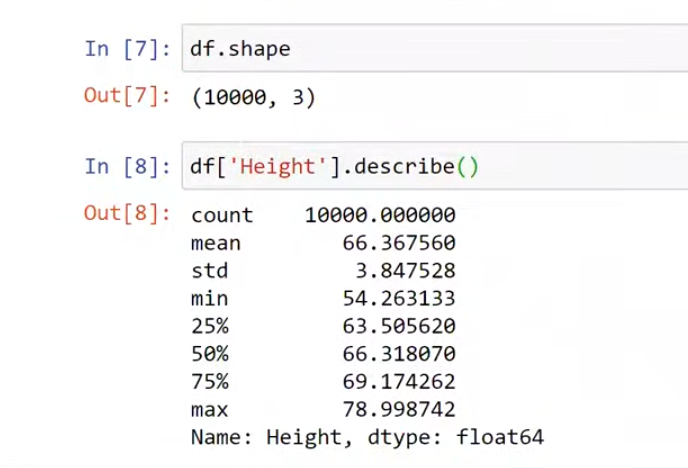 In [7]: df.shape
Out[7]: (10000, 3)
In [8]: df['Height'].describe()
Out[8]: count    10000.000000
mean        66.367560
std          3.847528
min         54.263133
25%         63.505620
50%         66.318070
75%         69.174262
max         78.998742
Name: Height, dtype: float64